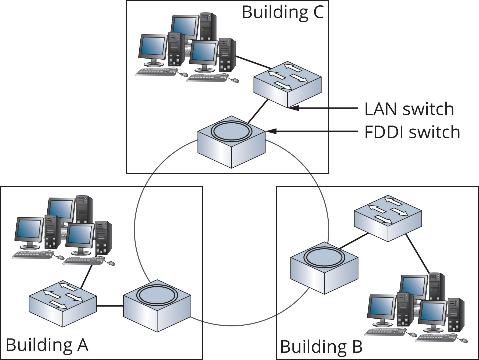 Building C
LAN switch
FDDI switch
Building A
Building B